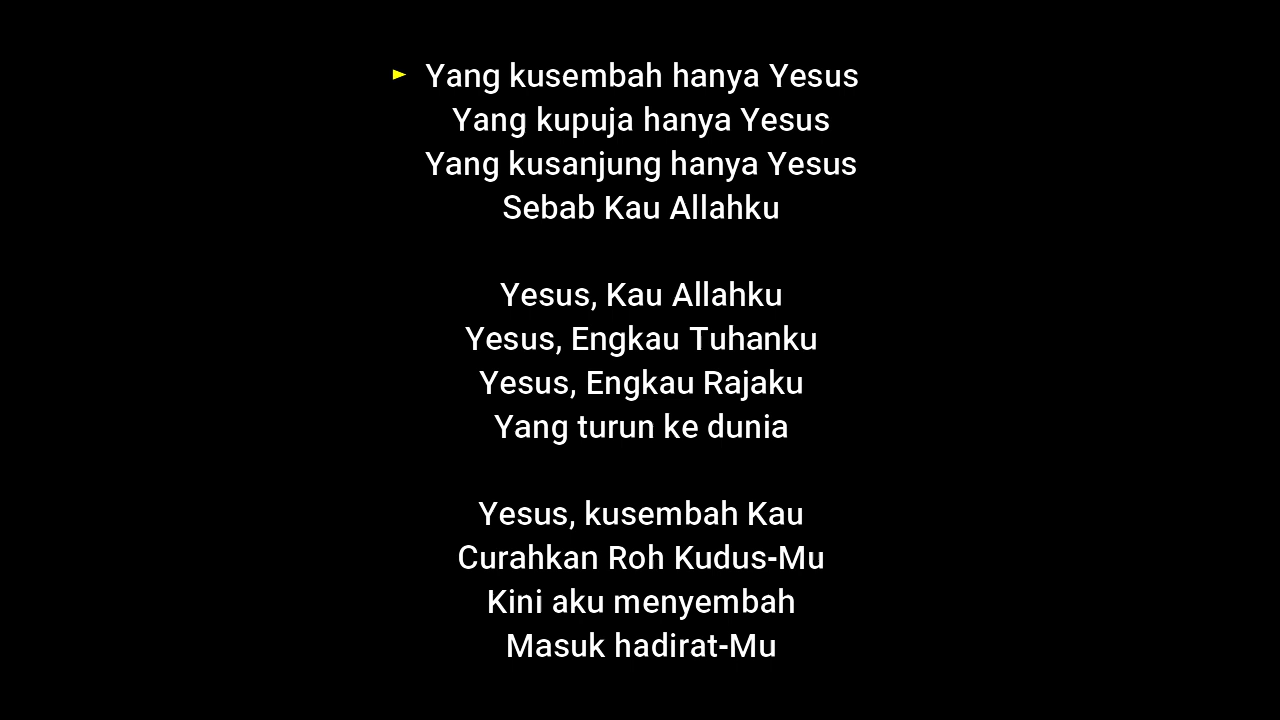 Yang kusembah hanya Yesus
Yang kupuja hanya Yesus
Yang kusanjung hanya Yesus
Sebab Kau Allahku

Yesus, Kau Allahku
Yesus, Engkau Tuhanku
Yesus, Engkau Rajaku
Yang turun ke dunia

Yesus, kusembah Kau
Curahkan Roh Kudus-Mu
Kini aku menyembah
Masuk hadirat-Mu